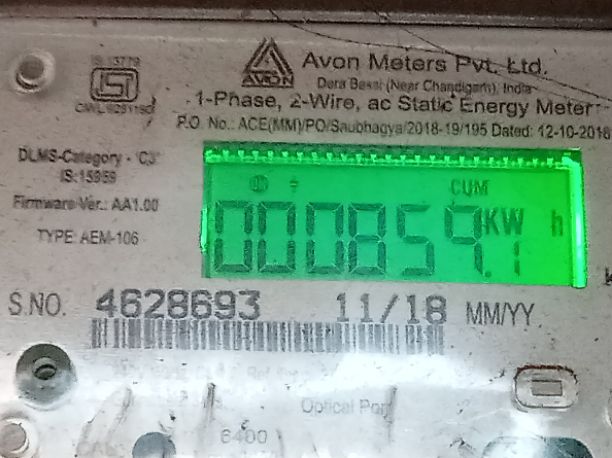 IS 13779
AVON
Avon Meters Pvt. Ltd.
Dera Bassi (Near Chandigarh), India
1-Phase, 2-Wire, ac Static Energy Meter
P.O. No.: ACE(MM)/PO/Saubhagya/2018-19/195 Dated: 12-10-2018
DLMS-Category - 'C3'
IS:15959
Firmware Ver.: AA1.00
TYPE: AEM-106
CUM
000859.1 KW h
S.NO. 4628693 11/18 MM/YY
Optical Port
6400